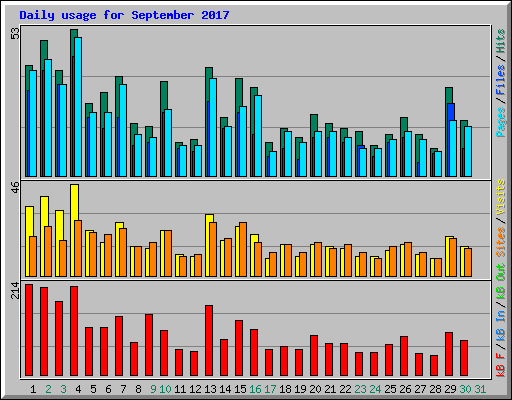 Daily usage for September 2017
53
Pages / Files / Hits
46
Sites / Visits
214
kB F / kB In / kB Out
1 2 3 4 5 6 7 8 9 10 11 12 13 14 15 16 17 18 19 20 21 22 23 24 25 26 27 28 29 30 31